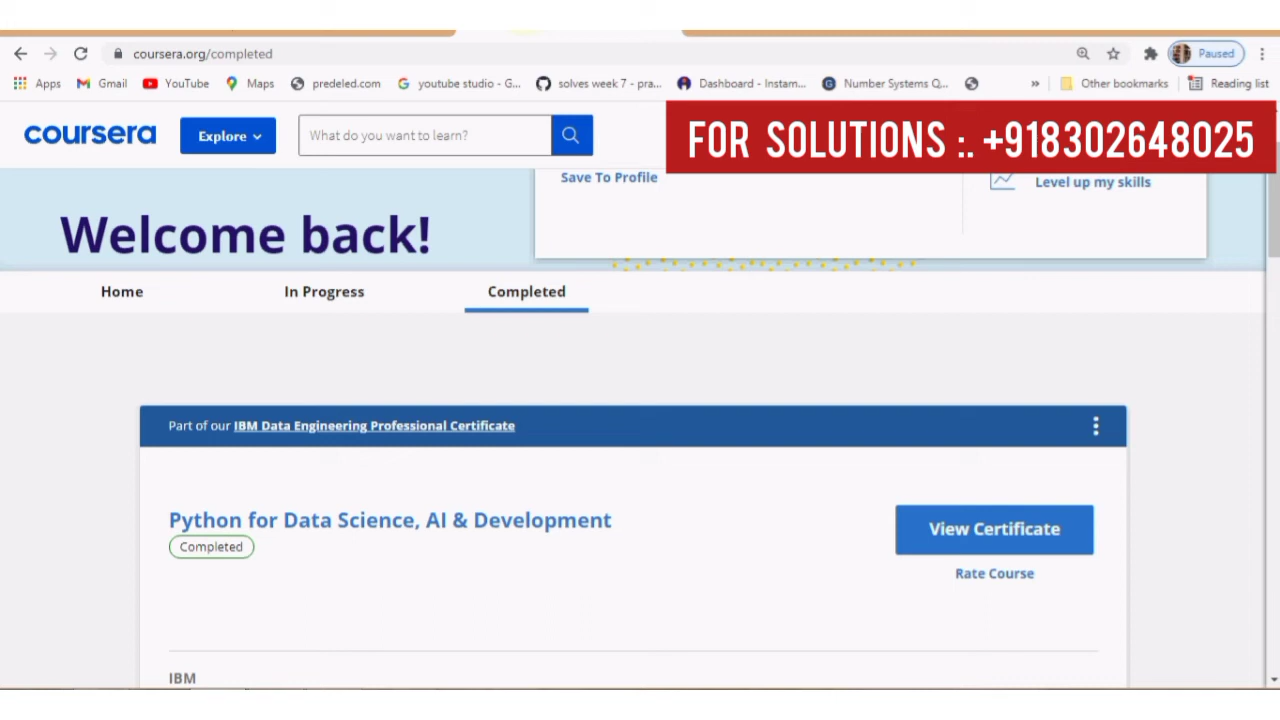 coursera.org/completed
Paused
Apps
Gmail
YouTube
Maps
predeled.com
youtube studio - G...
solves week 7 - pra...
Dashboard - Instam...
Number Systems Q...
»
Other bookmarks
Reading list
coursera
Explore
What do you want to learn?
FOR SOLUTIONS :. +918302648025
Save To Profile
Level up my skills
Welcome back!
Home
In Progress
Completed
Part of our IBM Data Engineering Professional Certificate
Python for Data Science, AI & Development
View Certificate
Completed
Rate Course
IBM